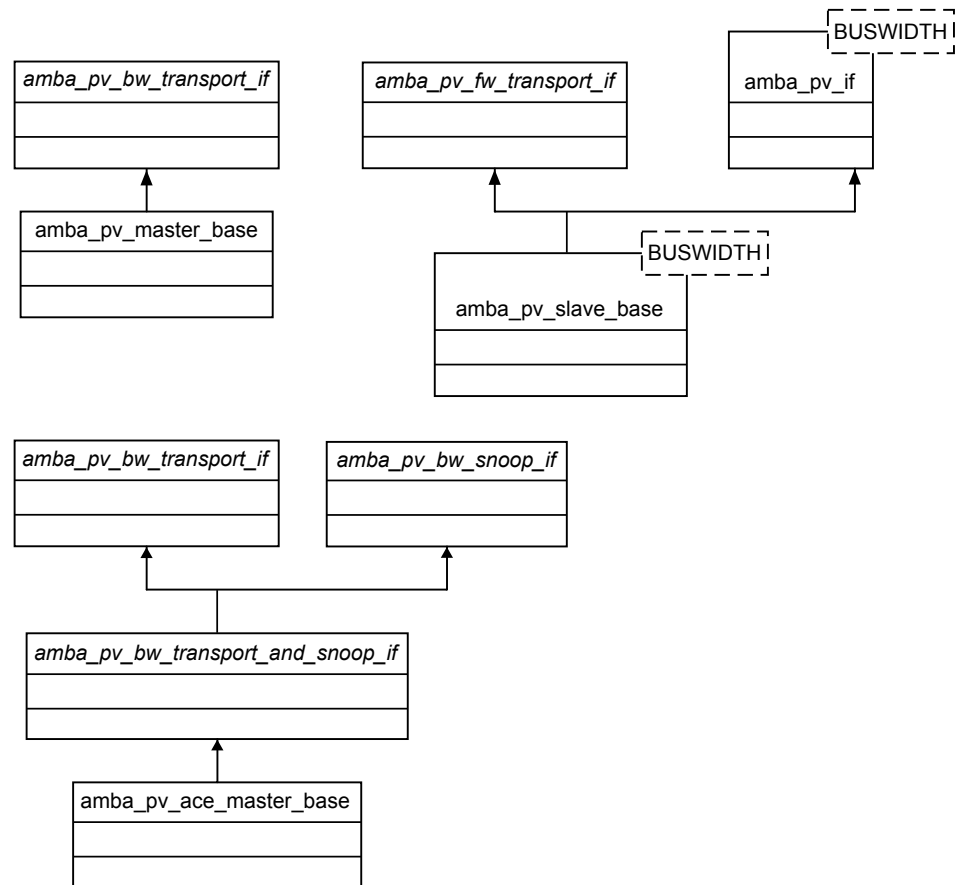 BUSWIDTH
amba_pv_bw_transport_if
amba_pv_fw_transport_if
amba_pv_if
amba_pv_master_base
BUSWIDTH
amba_pv_slave_base
amba_pv_bw_transport_if
amba_pv_bw_snoop_if
amba_pv_bw_transport_and_snoop_if
amba_pv_ace_master_base